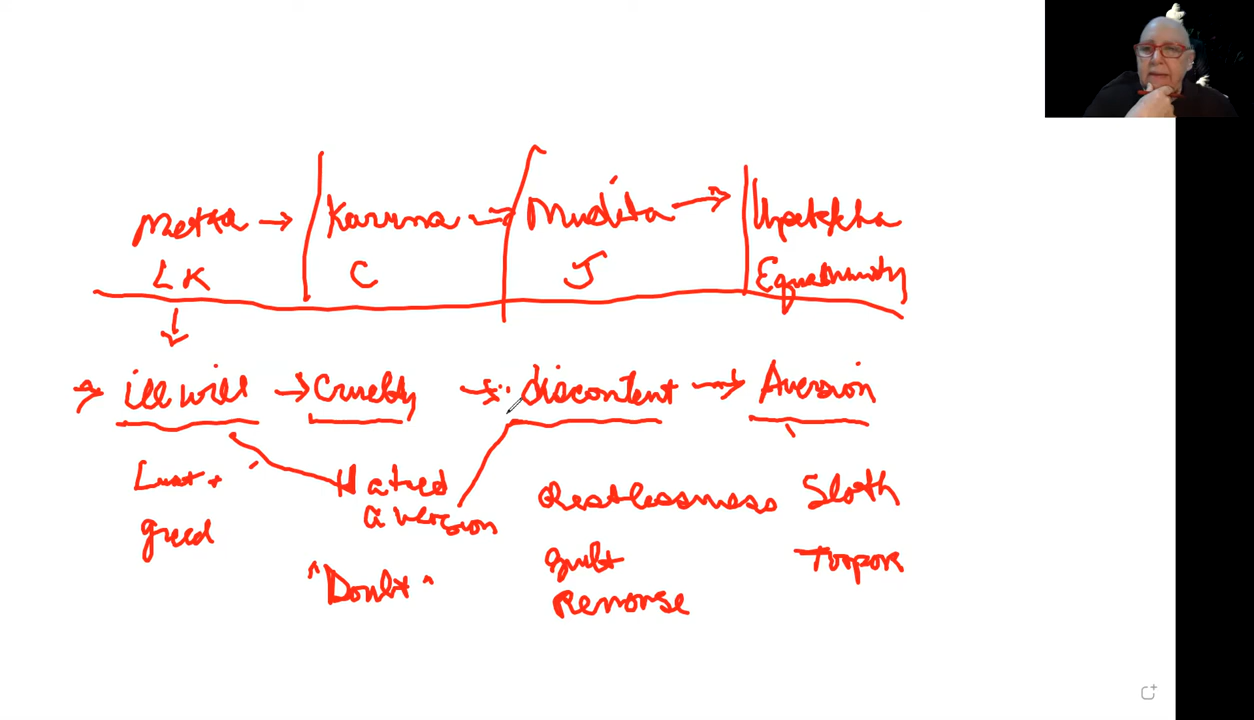 Metta → Karuna → Mudita → Upekkha
LK C J Equanimity
→ ill will → Cruelty → discontent → Aversion
Lust + Hatred Restlessness Sloth
greed aversion guilt Torpor
"Doubt" Remorse